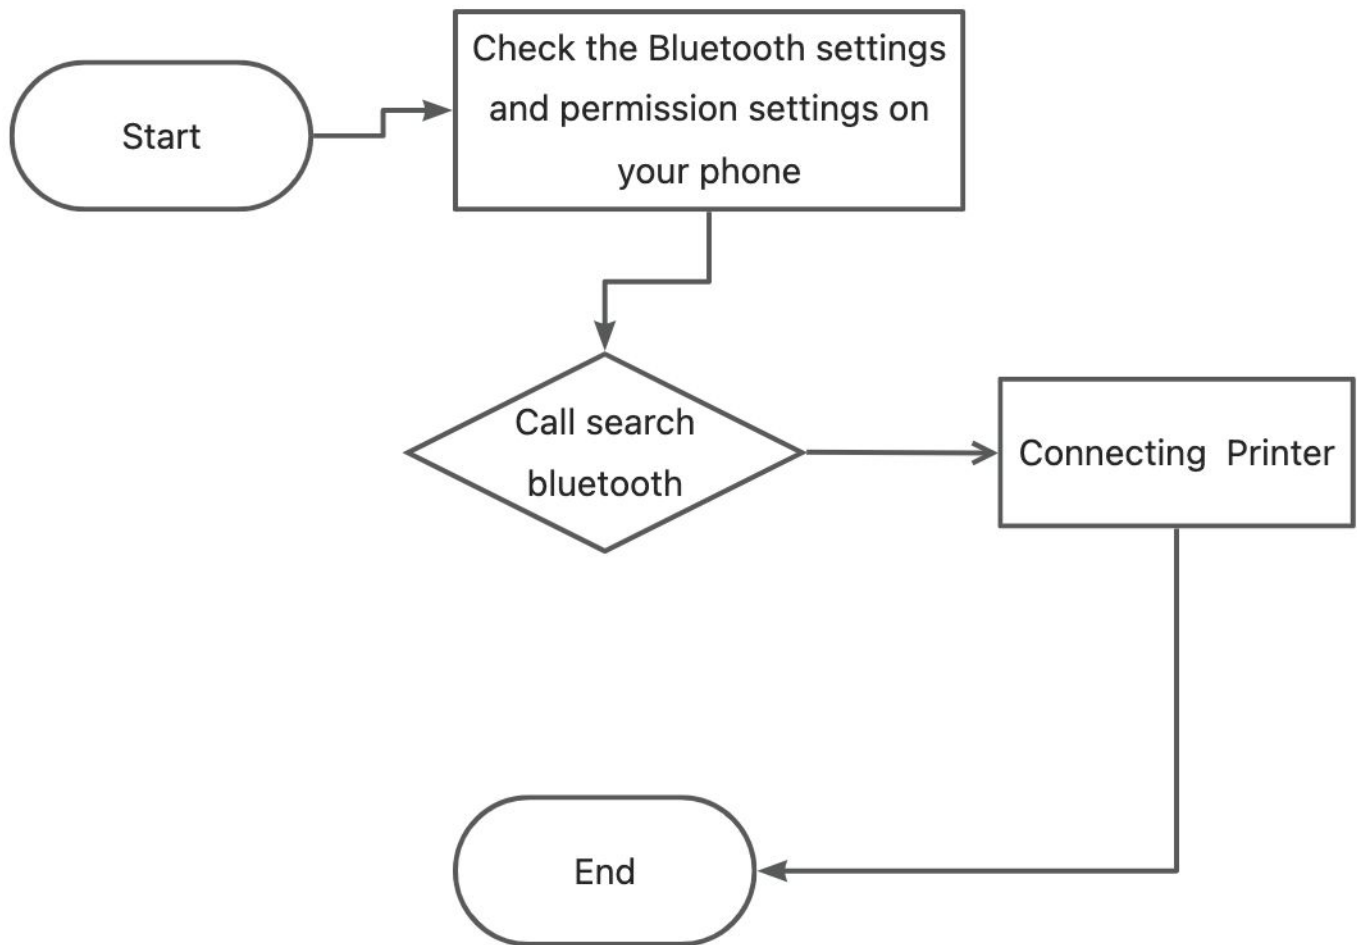 Start
Check the Bluetooth settings
and permission settings on
your phone
Call search
bluetooth
Connecting  Printer
End